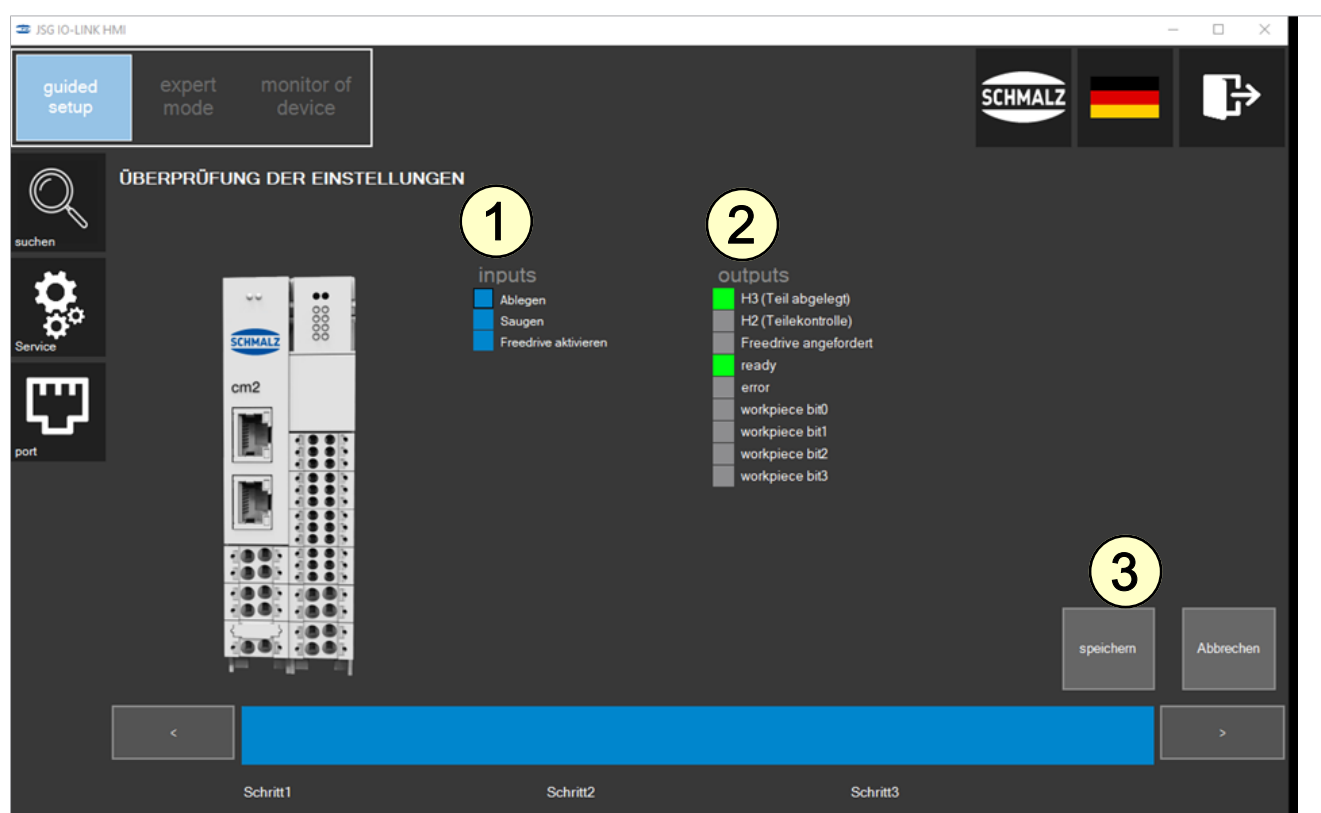 JSG IO-LINK HMI
guided
setup
expert
mode
monitor of
device
SCHMALZ
suchen
Service
port
ÜBERPRÜFUNG DER EINSTELLUNGEN
1
2
SCHMALZ
cm2
inputs
Ablegen
Saugen
Freedrive aktivieren
outputs
H3 (Teil abgelegt)
H2 (Teilekontrolle)
Freedrive angefordert
ready
error
workpiece bit0
workpiece bit1
workpiece bit2
workpiece bit3
3
speichern
Abbrechen
<
>
Schritt1
Schritt2
Schritt3